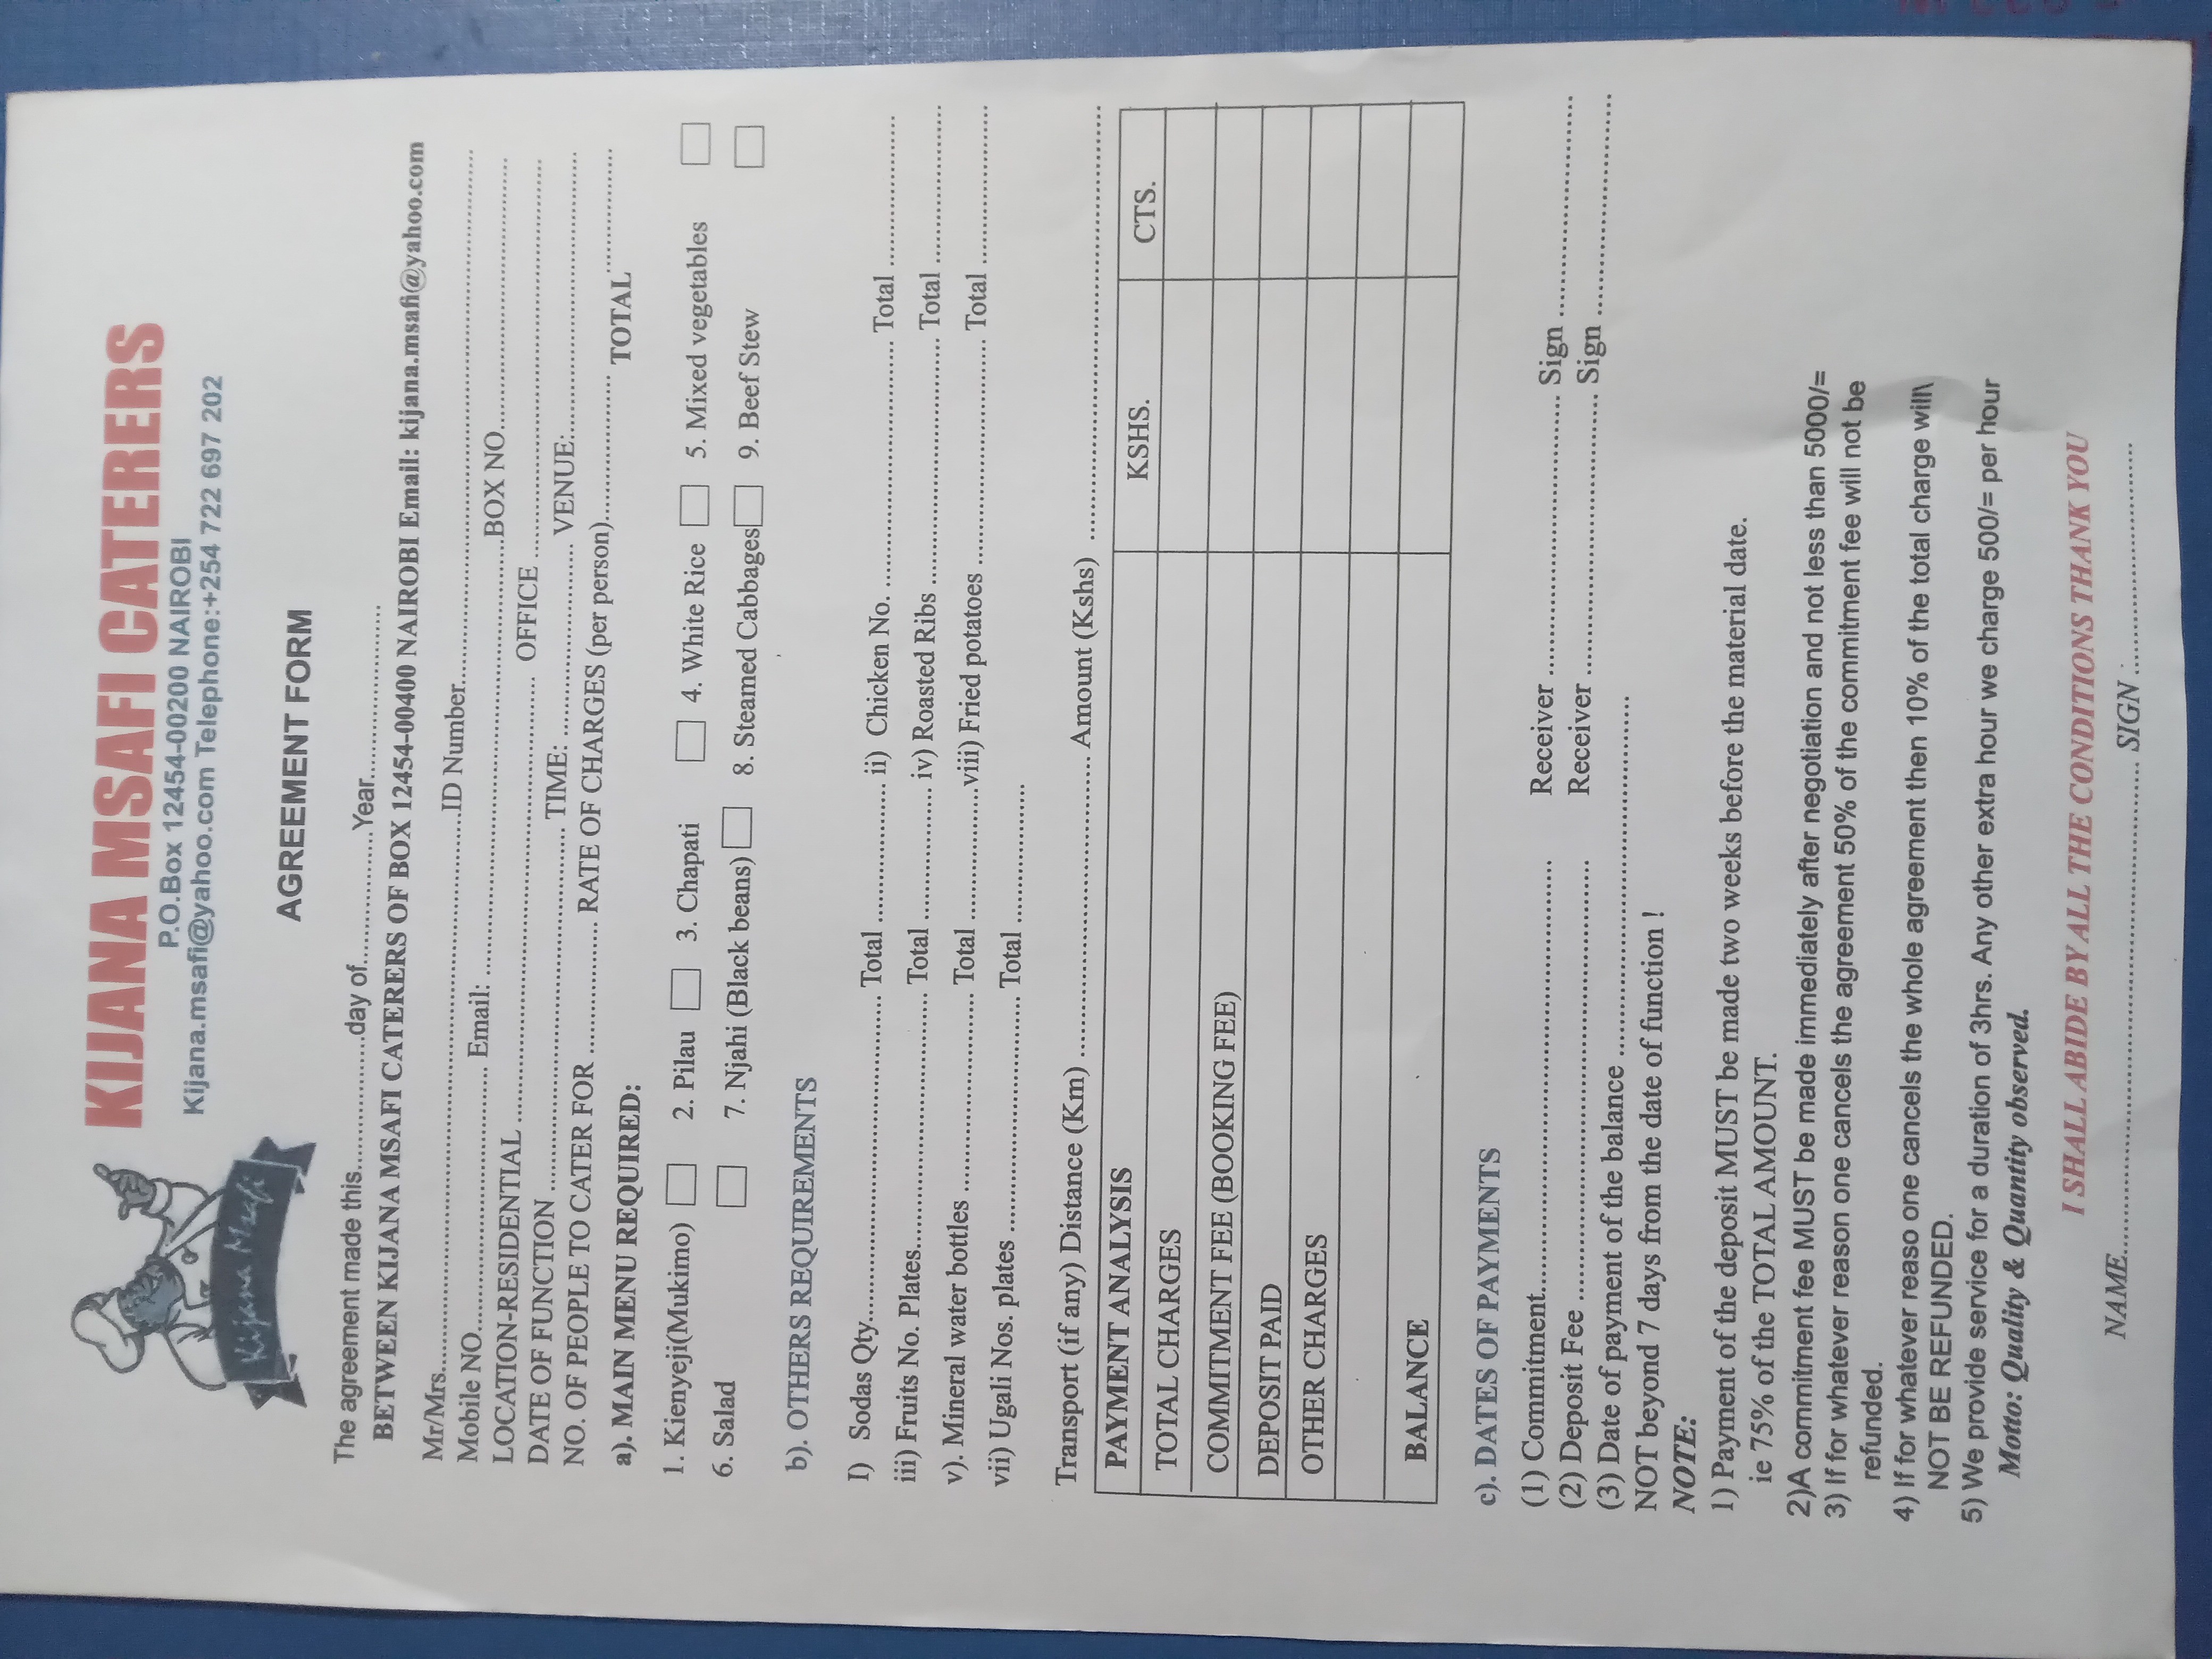 KIJANA MSAFI CATERERS
P.O.Box 12454-00200 NAIROBI
Kijana.msafi@yahoo.com Telephone:+254 722 697 202
Kijana Msafi
AGREEMENT FORM
The agreement made this...................day of...................Year.........................
BETWEEN KIJANA MSAFI CATERERS OF BOX 12454-00400 NAIROBI Email: kijana.msafi@yahoo.com
Mr/Mrs..........................................................ID Number..........................................................
Mobile NO................................ Email: ..........................................................BOX NO................................
LOCATION-RESIDENTIAL .......................................................... OFFICE ..........................................................
DATE OF FUNCTION ................................................ TIME: .......................... VENUE:......................................
NO. OF PEOPLE TO CATER FOR .................. RATE OF CHARGES (per person).................... TOTAL ..................
a). MAIN MENU REQUIRED:
1. Kienyeji(Mukimo) 2. Pilau 3. Chapati 4. White Rice 5. Mixed vegetables
6. Salad 7. Njahi (Black beans) 8. Steamed Cabbages 9. Beef Stew
b). OTHERS REQUIREMENTS
I) Sodas Qty............................................ Total ................... ii) Chicken No. .................................. Total .....................
iii) Fruits No. Plates.................................. Total .................. iv) Roasted Ribs .................................. Total .....................
v). Mineral water bottles .......................... Total ..................viii) Fried potatoes ............................... Total .....................
vii) Ugali Nos. plates ............................... Total ...................
Transport (if any) Distance (Km) ........................................ Amount (Kshs) ..........................................................
PAYMENT ANALYSIS KSHS. CTS.
TOTAL CHARGES
COMMITMENT FEE (BOOKING FEE)
DEPOSIT PAID
OTHER CHARGES
BALANCE
c). DATES OF PAYMENTS
(1) Commitment.......................................................... Receiver ..................................... Sign ..............................
(2) Deposit Fee .......................................................... Receiver ..................................... Sign ..............................
(3) Date of payment of the balance ................................................
NOT beyond 7 days from the date of function !
NOTE:
1) Payment of the deposit MUST be made two weeks before the material date.
ie 75% of the TOTAL AMOUNT.
2)A commitment fee MUST be made immediately after negotiation and not less than 5000/=
3) If for whatever reason one cancels the agreement 50% of the commitment fee will not be
refunded.
4) If for whatever reaso one cancels the whole agreement then 10% of the total charge will\
NOT BE REFUNDED.
5) We provide service for a duration of 3hrs. Any other extra hour we charge 500/= per hour
Motto: Quality & Quantity observed.
I SHALL ABIDE BY ALL THE CONDITIONS THANK YOU
NAME.................................................................. SIGN :................................